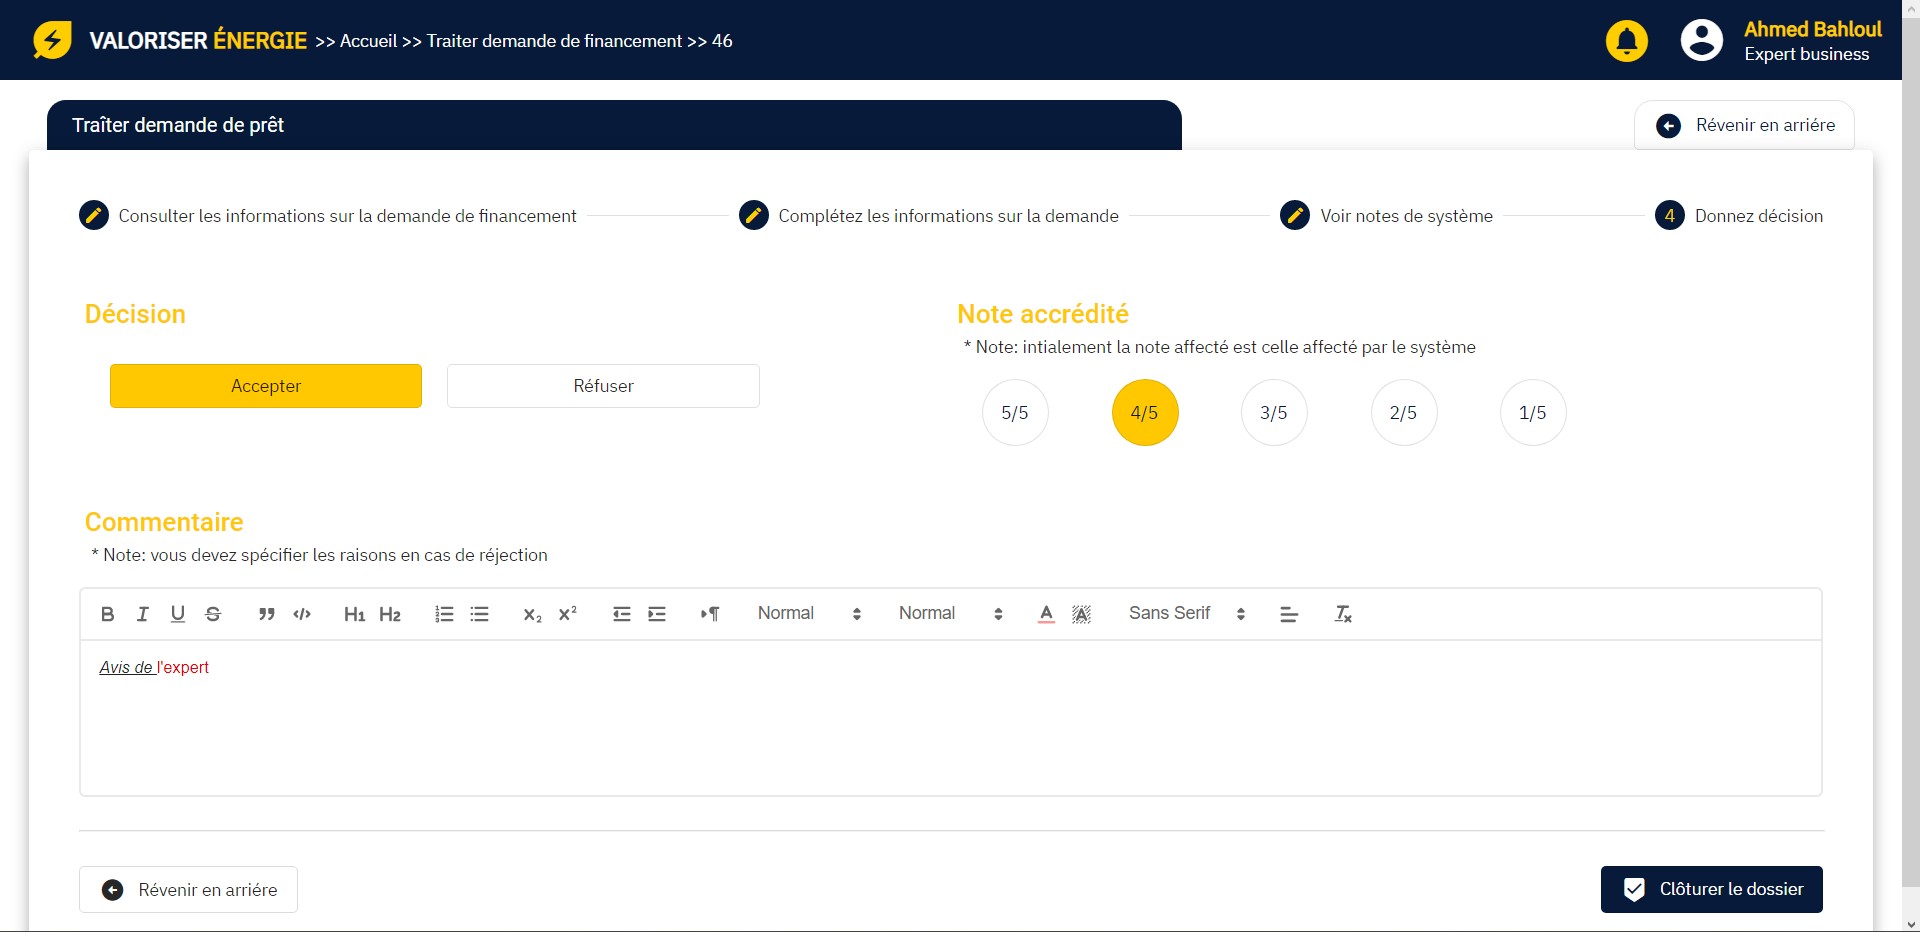 VALORISER ÉNERGIE >> Accueil >> Traiter demande de financement >> 46
Ahmed Bahloul
Expert business
Traîter demande de prêt
Révenir en arriére
Consulter les informations sur la demande de financement
Complétez les informations sur la demande
Voir notes de système
4 Donnez décision
Décision
Accepter
Réfuser
Note accrédité
* Note: intialement la note affecté est celle affecté par le système
5/5 4/5 3/5 2/5 1/5
Commentaire
* Note: vous devez spécifier les raisons en cas de réjection
B I U S H1 H2 X2 X2 Normal Normal A A Sans Serif Tx
Avis de l'expert
Révenir en arriére
Clôturer le dossier